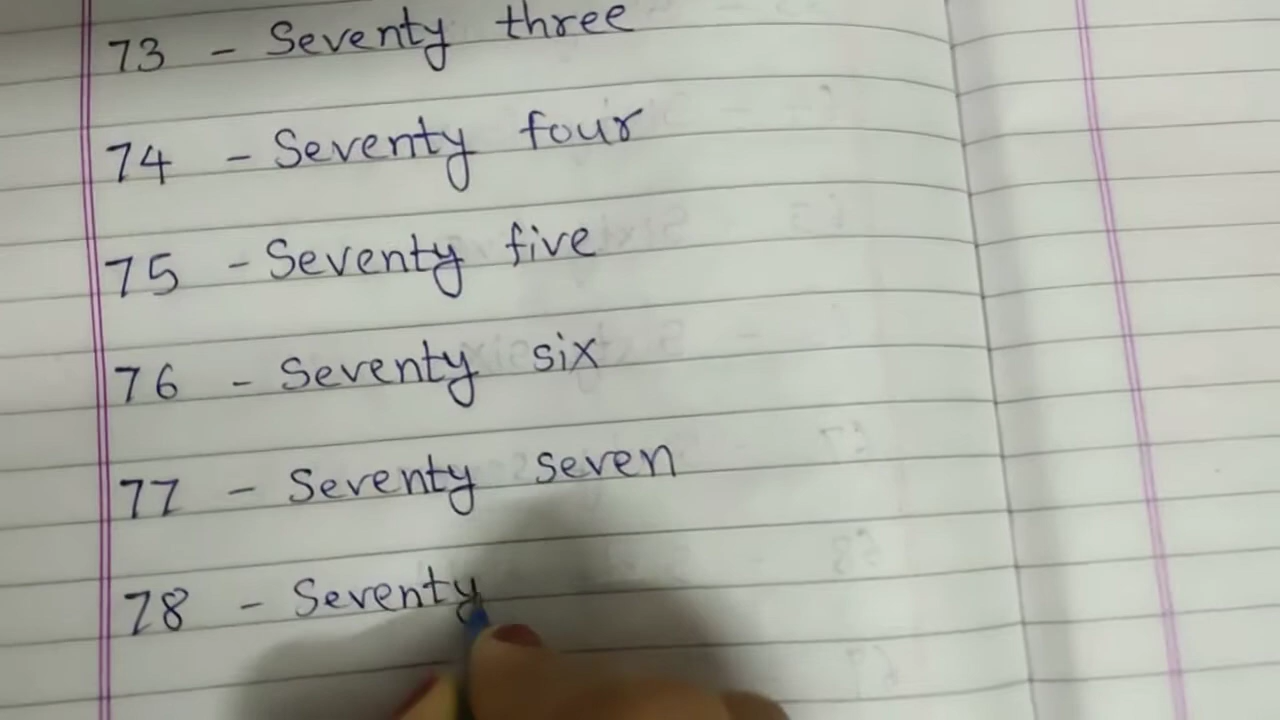 73 - Seventy three
74 - Seventy four
75 - Seventy five
76 - Seventy six
77 - Seventy seven
78 - Seventy